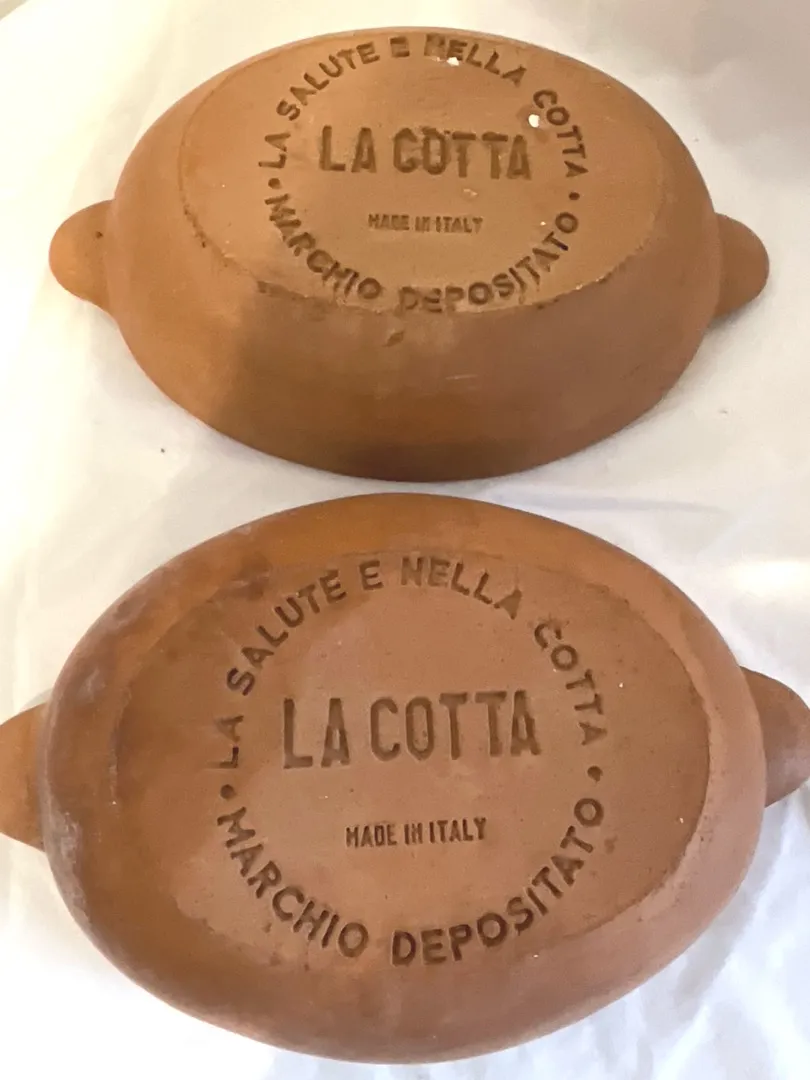 LA SALUTE E NELLA COTTA
LA COTTA
MADE IN ITALY
• MARCHIO DEPOSITATO •
LA SALUTE E NELLA COTTA
LA COTTA
MADE IN ITALY
• MARCHIO DEPOSITATO •